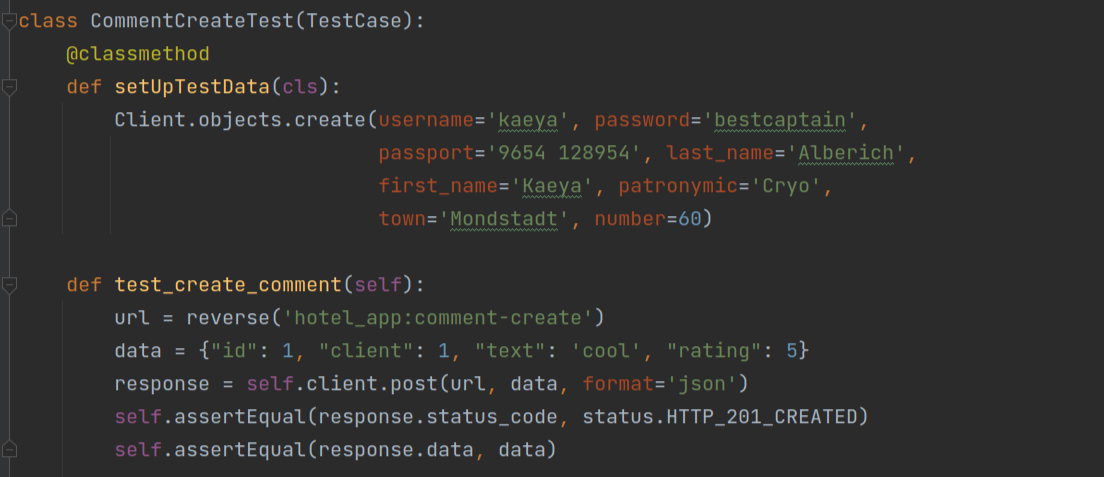 class CommentCreateTest(TestCase):
    @classmethod
    def setUpTestData(cls):
        Client.objects.create(username='kaeya', password='bestcaptain',
                              passport='9654 128954', last_name='Alberich',
                              first_name='Kaeya', patronymic='Cryo',
                              town='Mondstadt', number=60)
    def test_create_comment(self):
        url = reverse('hotel_app:comment-create')
        data = {"id": 1, "client": 1, "text": 'cool', "rating": 5}
        response = self.client.post(url, data, format='json')
        self.assertEqual(response.status_code, status.HTTP_201_CREATED)
        self.assertEqual(response.data, data)